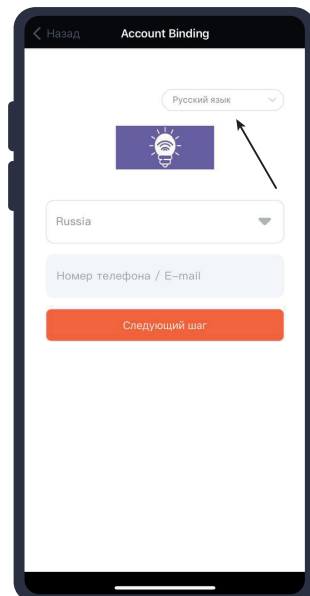 Назад
Account Binding
Русский язык
Russia
Номер телефона / E-mail
Следующий шаг